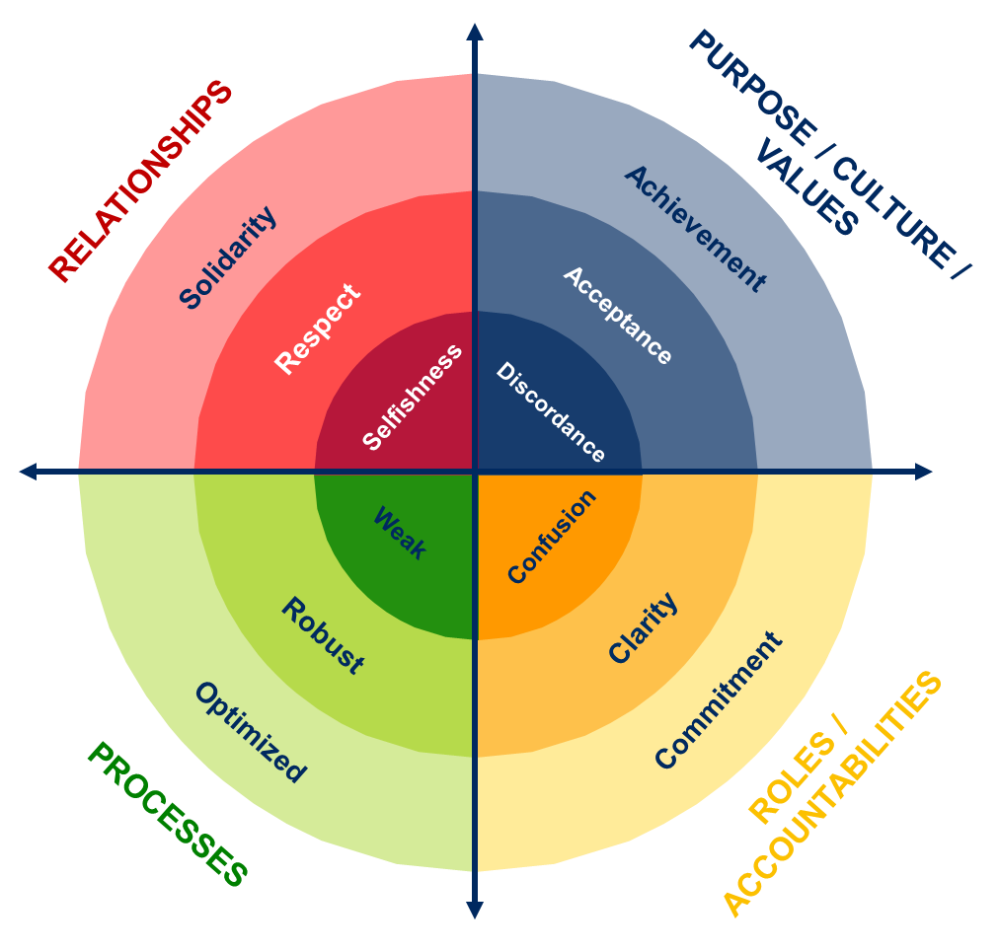 RELATIONSHIPS
Solidarity
Respect
Selfishness
PURPOSE / CULTURE /
VALUES
Achievement
Acceptance
Discordance
Weak
Robust
Optimized
PROCESSES
Confusion
Clarity
Commitment
ROLES /
ACCOUNTABILITIES